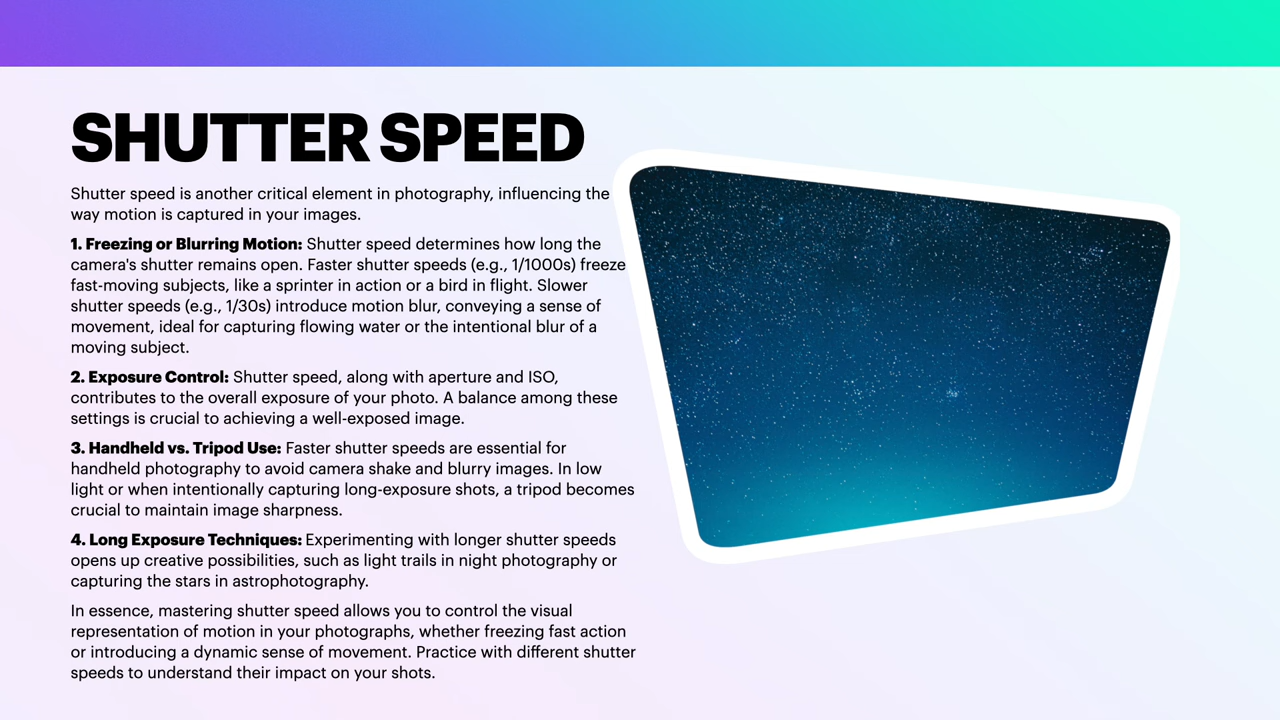 SHUTTER SPEED
Shutter speed is another critical element in photography, influencing the
way motion is captured in your images.
1. Freezing or Blurring Motion: Shutter speed determines how long the
camera's shutter remains open. Faster shutter speeds (e.g., 1/1000s) freeze
fast-moving subjects, like a sprinter in action or a bird in flight. Slower
shutter speeds (e.g., 1/30s) introduce motion blur, conveying a sense of
movement, ideal for capturing flowing water or the intentional blur of a
moving subject.
2. Exposure Control: Shutter speed, along with aperture and ISO,
contributes to the overall exposure of your photo. A balance among these
settings is crucial to achieving a well-exposed image.
3. Handheld vs. Tripod Use: Faster shutter speeds are essential for
handheld photography to avoid camera shake and blurry images. In low
light or when intentionally capturing long-exposure shots, a tripod becomes
crucial to maintain image sharpness.
4. Long Exposure Techniques: Experimenting with longer shutter speeds
opens up creative possibilities, such as light trails in night photography or
capturing the stars in astrophotography.
In essence, mastering shutter speed allows you to control the visual
representation of motion in your photographs, whether freezing fast action
or introducing a dynamic sense of movement. Practice with different shutter
speeds to understand their impact on your shots.